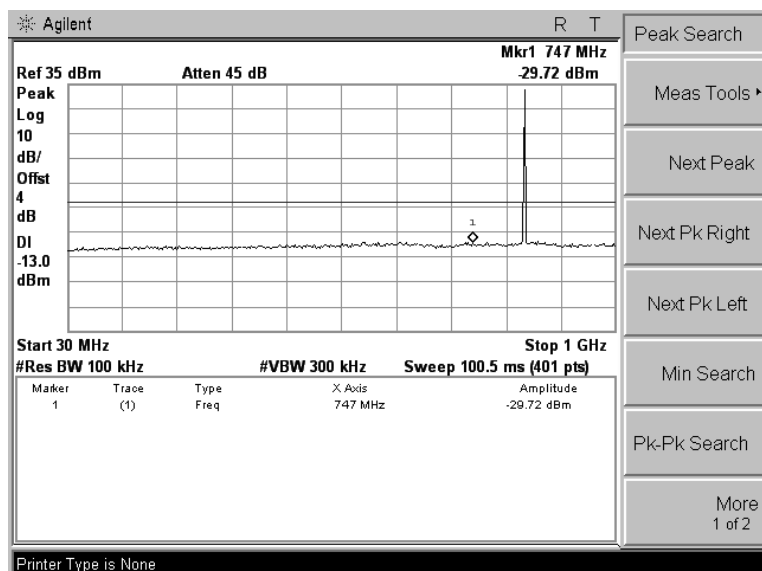 Agilent
R T
Mkr1 747 MHz
Ref 35 dBm
Atten 45 dB
-29.72 dBm
Peak
Log
10
dB/
Offst
4
dB
DI
-13.0
dBm
1
Start 30 MHz
Stop 1 GHz
#Res BW 100 kHz
#VBW 300 kHz
Sweep 100.5 ms (401 pts)
Marker Trace Type X Axis Amplitude
1 (1) Freq 747 MHz -29.72 dBm
Printer Type is None
Peak Search
Meas Tools
Next Peak
Next Pk Right
Next Pk Left
Min Search
Pk-Pk Search
More
1 of 2